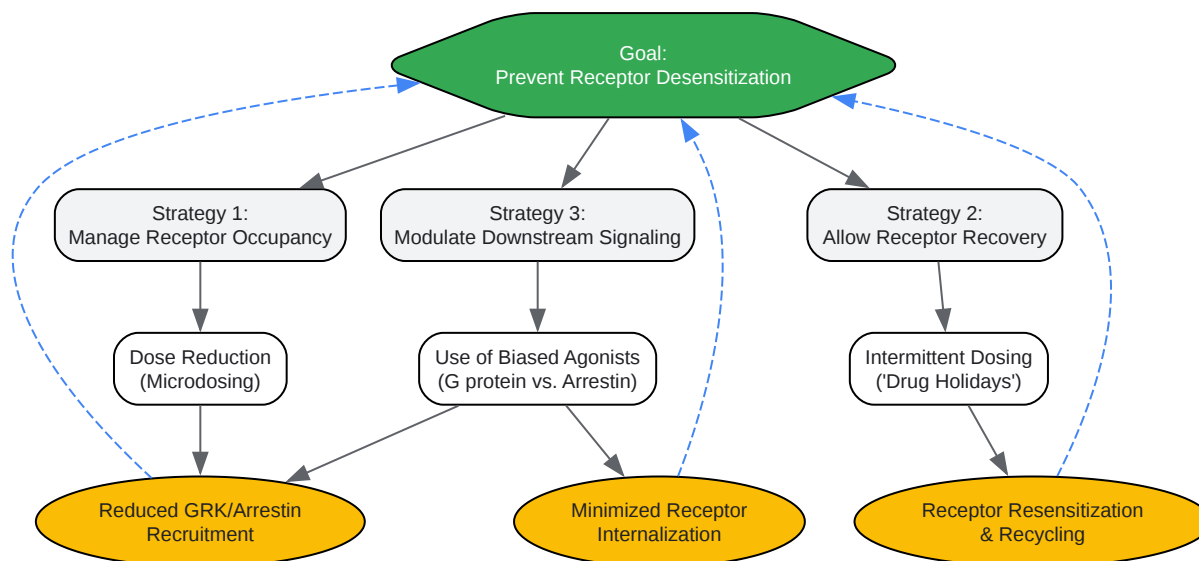 Goal:
Prevent Receptor Desensitization
Strategy 1:
Manage Receptor Occupancy
Strategy 3:
Modulate Downstream Signaling
Strategy 2:
Allow Receptor Recovery
Dose Reduction
(Microdosing)
Use of Biased Agonists
(G protein vs. Arrestin)
Intermittent Dosing
('Drug Holidays')
Reduced GRK/Arrestin
Recruitment
Minimized Receptor
Internalization
Receptor Resensitization
& Recycling